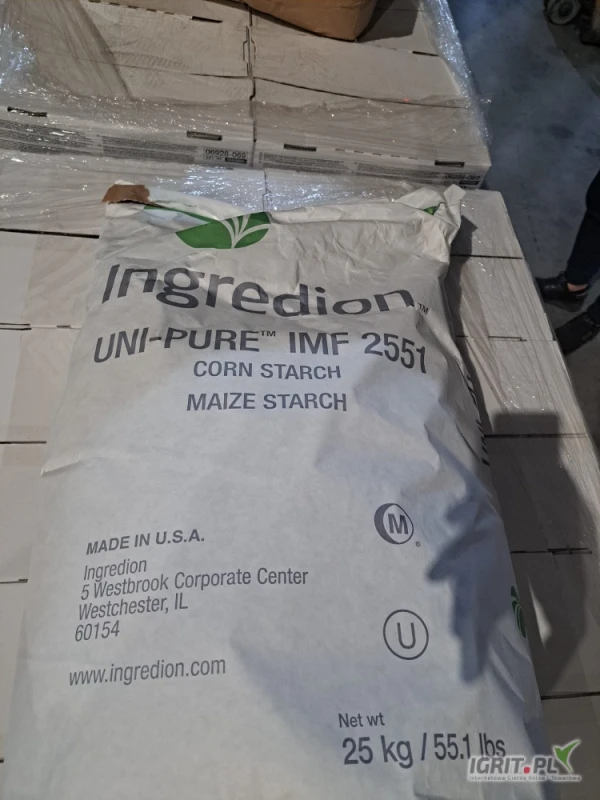 Ingredion™
UNI-PURE™ IMF 2551
CORN STARCH
MAIZE STARCH
M
®
MADE IN U.S.A.
Ingredion
5 Westbrook Corporate Center
Westchester, IL
60154
U
www.ingredion.com
Net wt
25 kg / 55.1 lbs
IGRIT.PL